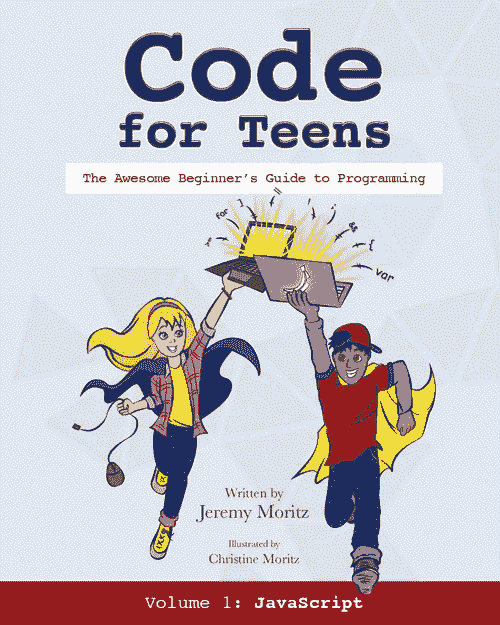 Code
for Teens
The Awesome Beginner's Guide to Programming
for
]
"
!
;
&&
{
var
Written by
Jeremy Moritz
Illustrated by
Christine Moritz
Volume 1: JavaScript